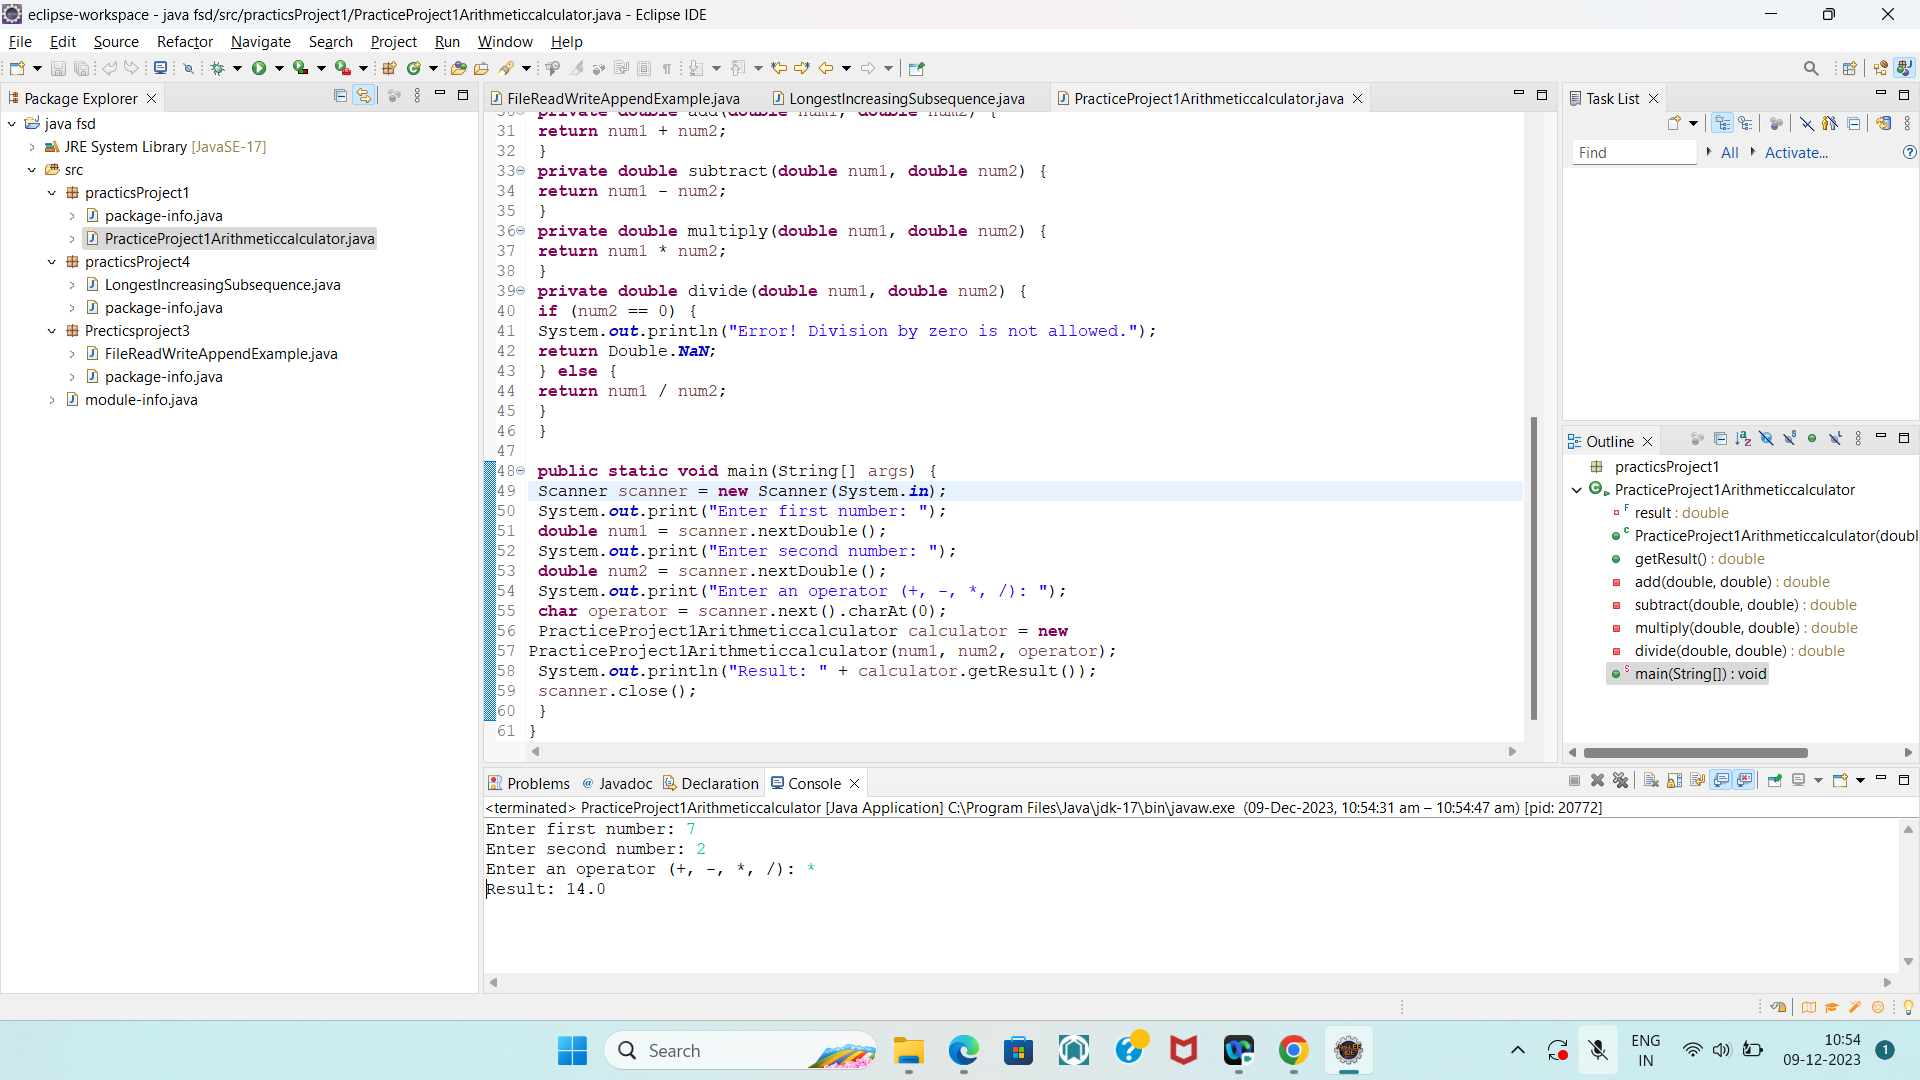 eclipse-workspace - java fsd/src/practicsProject1/PracticeProject1Arithmeticcalculator.java - Eclipse IDE
File Edit Source Refactor Navigate Search Project Run Window Help
Package Explorer
java fsd
JRE System Library [JavaSE-17]
src
practicsProject1
package-info.java
PracticeProject1Arithmeticcalculator.java
practicsProject4
LongestIncreasingSubsequence.java
package-info.java
Precticsproject3
FileReadWriteAppendExample.java
package-info.java
module-info.java
FileReadWriteAppendExample.java LongestIncreasingSubsequence.java PracticeProject1Arithmeticcalculator.java
30 private double add(double num1, double num2) {
31 return num1 + num2;
32 }
33 private double subtract(double num1, double num2) {
34 return num1 - num2;
35 }
36 private double multiply(double num1, double num2) {
37 return num1 * num2;
38 }
39 private double divide(double num1, double num2) {
40 if (num2 == 0) {
41 System.out.println("Error! Division by zero is not allowed.");
42 return Double.NaN;
43 } else {
44 return num1 / num2;
45 }
46 }
47
48 public static void main(String[] args) {
49 Scanner scanner = new Scanner(System.in);
50 System.out.print("Enter first number: ");
51 double num1 = scanner.nextDouble();
52 System.out.print("Enter second number: ");
53 double num2 = scanner.nextDouble();
54 System.out.print("Enter an operator (+, -, *, /): ");
55 char operator = scanner.next().charAt(0);
56 PracticeProject1Arithmeticcalculator calculator = new
57 PracticeProject1Arithmeticcalculator(num1, num2, operator);
58 System.out.println("Result: " + calculator.getResult());
59 scanner.close();
60 }
61 }
Task List
Find All Activate...
Outline
practicsProject1
PracticeProject1Arithmeticcalculator
result : double
PracticeProject1Arithmeticcalculator(doubl
getResult() : double
add(double, double) : double
subtract(double, double) : double
multiply(double, double) : double
divide(double, double) : double
main(String[]) : void
Problems Javadoc Declaration Console
<terminated> PracticeProject1Arithmeticcalculator [Java Application] C:\Program Files\Java\jdk-17\bin\javaw.exe (09-Dec-2023, 10:54:31 am – 10:54:47 am) [pid: 20772]
Enter first number: 7
Enter second number: 2
Enter an operator (+, -, *, /): *
Result: 14.0
Search
ENG
IN
10:54
09-12-2023
1